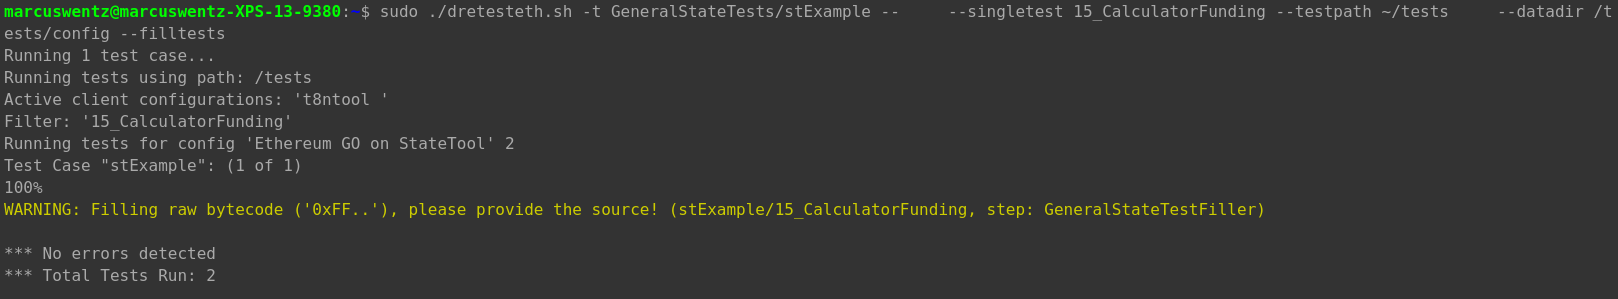 marcuswentz@marcuswentz-XPS-13-9380:~$ sudo ./dretesteth.sh -t GeneralStateTests/stExample --     --singletest 15_CalculatorFunding --testpath ~/tests     --datadir /t
ests/config --filltests
Running 1 test case...
Running tests using path: /tests
Active client configurations: 't8ntool '
Filter: '15_CalculatorFunding'
Running tests for config 'Ethereum GO on StateTool' 2
Test Case "stExample": (1 of 1)
100%
WARNING: Filling raw bytecode ('0xFF..'), please provide the source! (stExample/15_CalculatorFunding, step: GeneralStateTestFiller)
*** No errors detected
*** Total Tests Run: 2